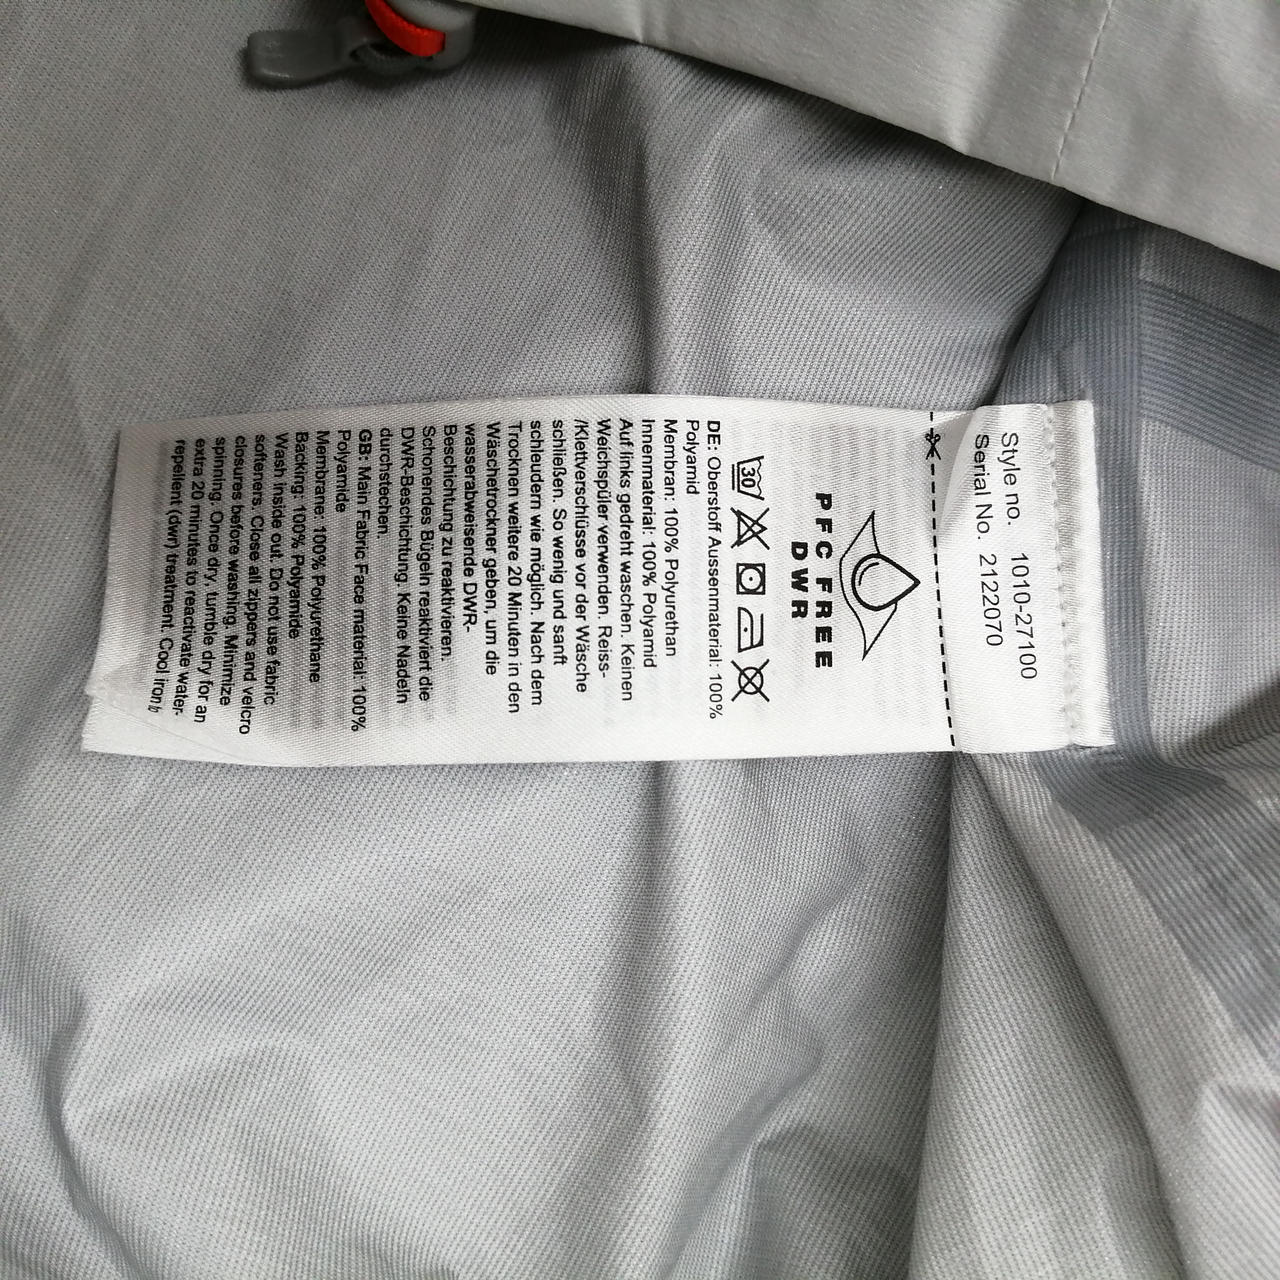 Style no. 1010-27100
Serial No. 2122070
PFC FREE
DWR
30
DE: Oberstoff Aussenmaterial: 100%
Polyamid
Membran: 100% Polyurethan
Innenmaterial: 100% Polyamid
Auf links gedreht waschen. Keinen
Weichspüler verwenden. Reiss-
/Klettverschlüsse vor der Wäsche
schließen. So wenig und sanft
schleudern wie möglich. Nach dem
Trocknen weitere 20 Minuten in den
Wäschetrockner geben, um die
wasserabweisende DWR-
Beschichtung zu reaktivieren.
Schonendes Bügeln reaktiviert die
DWR-Beschichtung. Keine Nadeln
durchstechen.
GB: Main Fabric Face material: 100%
Polyamide
Membrane: 100% Polyurethane
Backing: 100% Polyamide
Wash inside out. Do not use fabric
softeners. Close all zippers and velcro
closures before washing. Minimize
spinning. Once dry, tumble dry for an
extra 20 minutes to reactivate water-
repellent (dwr) treatment. Cool iron